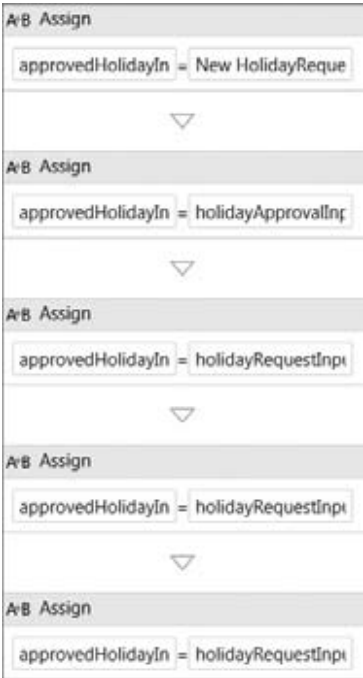 A+B Assign
approvedHolidayIn = New HolidayReque
A+B Assign
approvedHolidayIn = holidayApprovalInp
A+B Assign
approvedHolidayIn = holidayRequestInpu
A+B Assign
approvedHolidayIn = holidayRequestInpu
A+B Assign
approvedHolidayIn = holidayRequestInpu